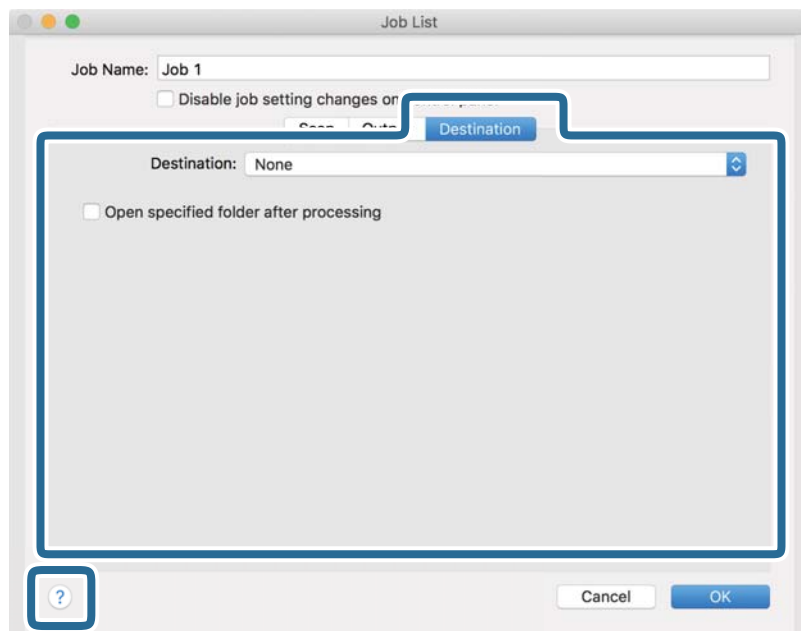 Job List
Job Name: Job 1
Disable job setting changes on
Destination
Destination: None
Open specified folder after processing
?
Cancel OK